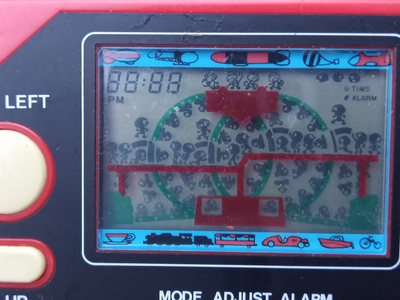 88:88
PM
TIME
ALARM
LEFT
UP
MODE ADJUST ALARM